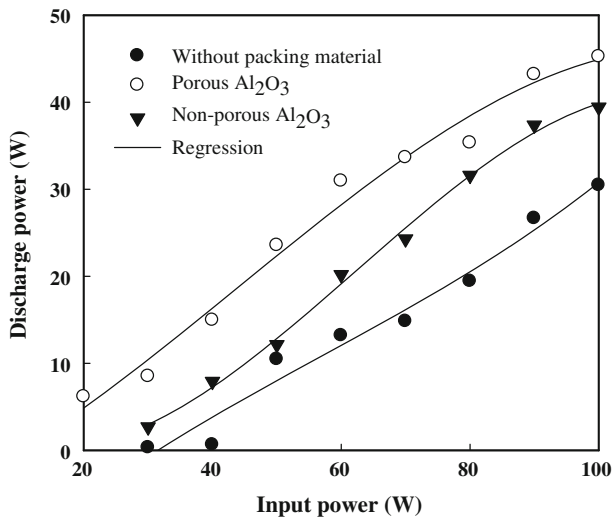 50
40
30
20
10
0
Discharge power (W)
Without packing material
Porous Al₂O₃
Non-porous Al₂O₃
Regression
20 40 60 80 100
Input power (W)